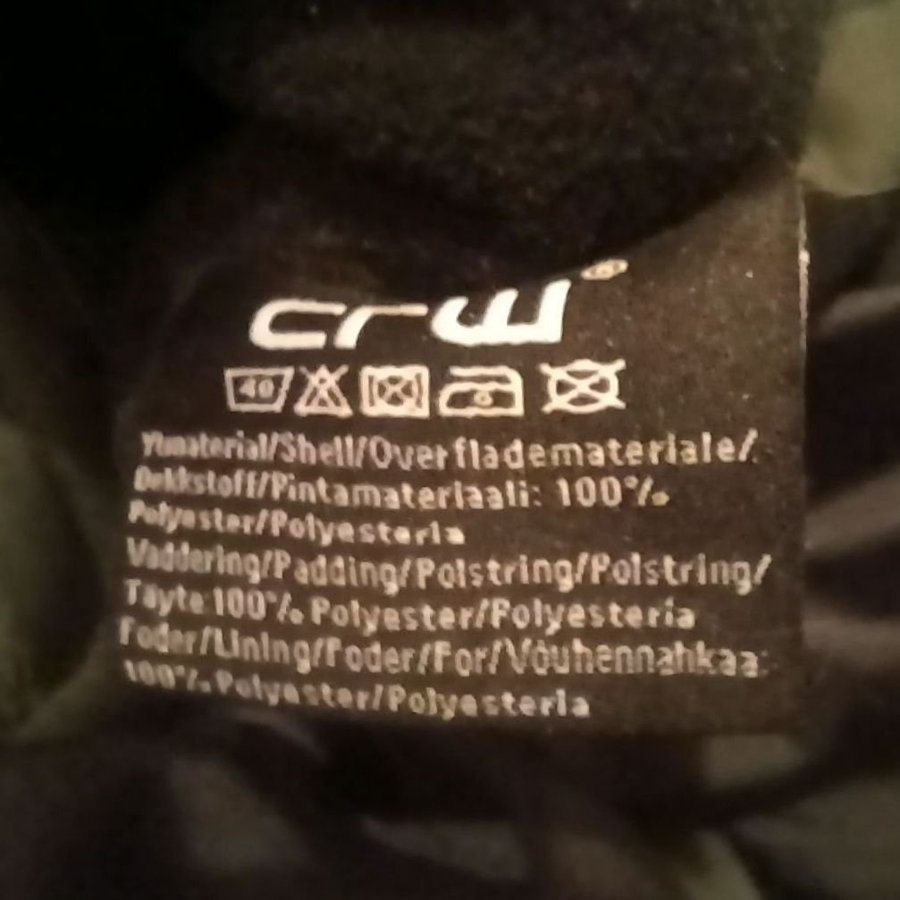 crw®
40
Ytmaterial/Shell/Overflademateriale/
Dekkstoff/Pintamateriaali: 100%
Polyester/Polyesteria
Vaddering/Padding/Polstring/Polstring/
Täyte 100% Polyester/Polyesteria
Foder/Lining/Foder/For/Vouhennahkaa:
100% Polyester/Polyesteria